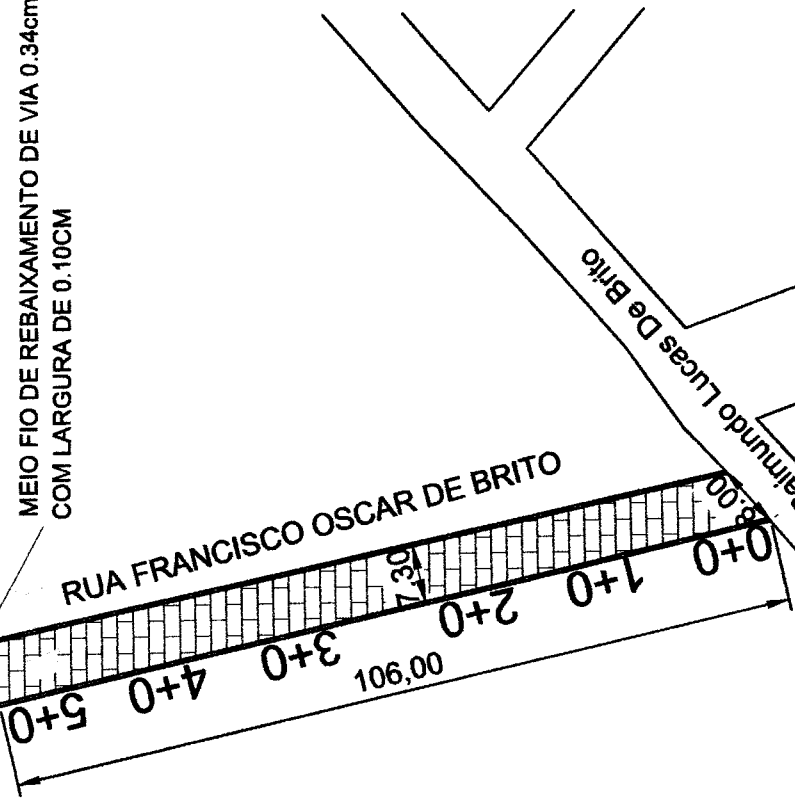 MEIO FIO DE REBAIXAMENTO DE VIA 0.34cm
COM LARGURA DE 0.10CM
Raimundo Lucas De Brito
RUA FRANCISCO OSCAR DE BRITO
8.00
7.30
0+0
1+0
2+0
3+0
4+0
5+0
106,00